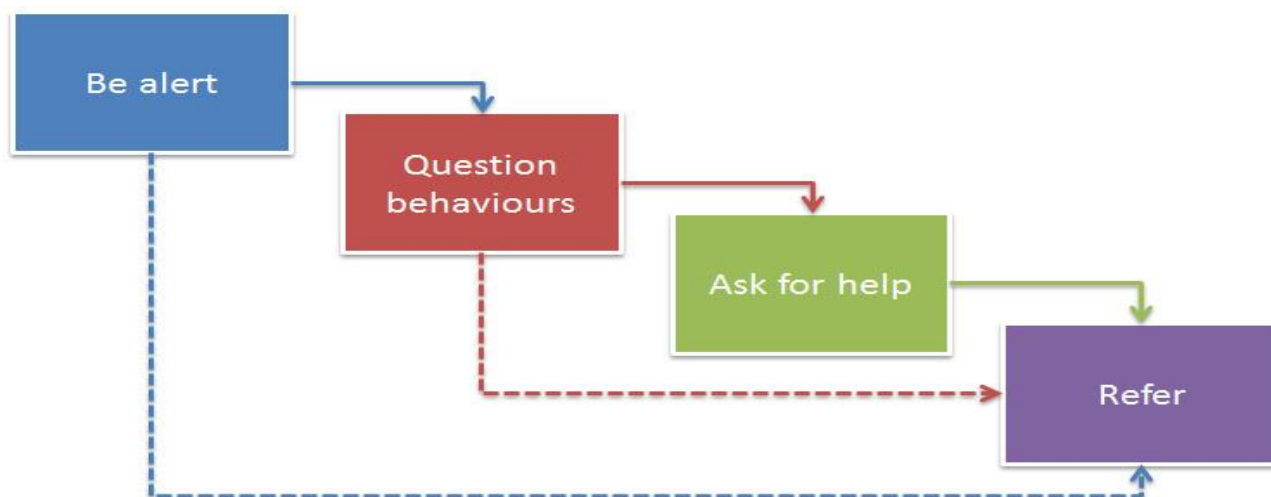 Be alert
Question
behaviours
Ask for help
Refer